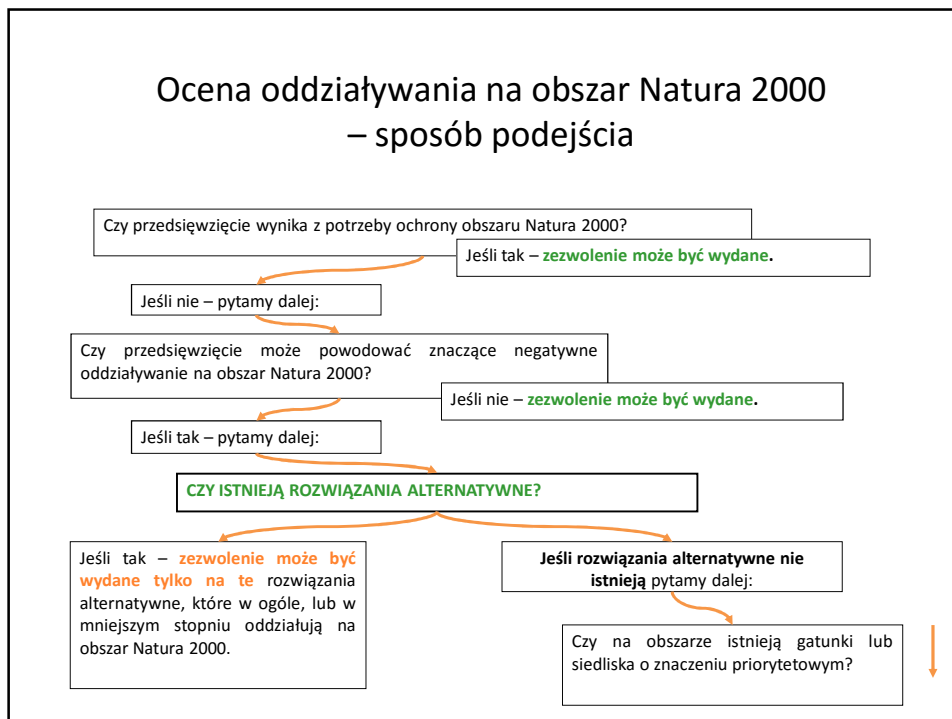 Ocena oddziaływania na obszar Natura 2000
– sposób podejścia
Czy przedsięwzięcie wynika z potrzeby ochrony obszaru Natura 2000?
Jeśli tak – zezwolenie może być wydane.
Jeśli nie – pytamy dalej:
Czy przedsięwzięcie może powodować znaczące negatywne
oddziaływanie na obszar Natura 2000?
Jeśli nie – zezwolenie może być wydane.
Jeśli tak – pytamy dalej:
CZY ISTNIEJĄ ROZWIĄZANIA ALTERNATYWNE?
Jeśli tak – zezwolenie może być
wydane tylko na te rozwiązania
alternatywne, które w ogóle, lub w
mniejszym stopniu oddziałują na
obszar Natura 2000.
Jeśli rozwiązania alternatywne nie
istnieją pytamy dalej:
Czy na obszarze istnieją gatunki lub
siedliska o znaczeniu priorytetowym?